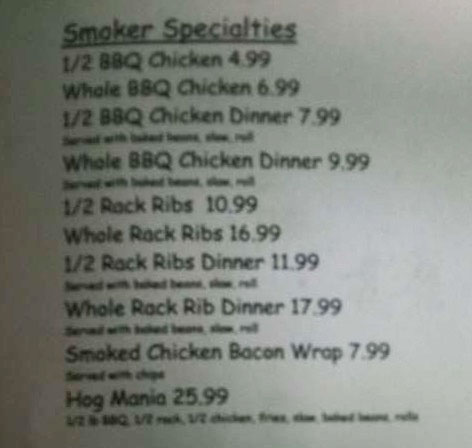 Smoker Specialties
1/2 BBQ Chicken 4.99
Whole BBQ Chicken 6.99
1/2 BBQ Chicken Dinner 7.99
Served with baked beans, slaw, roll
Whole BBQ Chicken Dinner 9.99
Served with baked beans, slaw, roll
1/2 Rack Ribs 10.99
Whole Rack Ribs 16.99
1/2 Rack Ribs Dinner 11.99
Served with baked beans, slaw, roll
Whole Rack Rib Dinner 17.99
Served with baked beans, slaw, roll
Smoked Chicken Bacon Wrap 7.99
Served with chips
Hog Mania 25.99
1/2 lb BBQ, 1/2 rack, 1/2 chicken, fries, slaw, baked beans, rolls